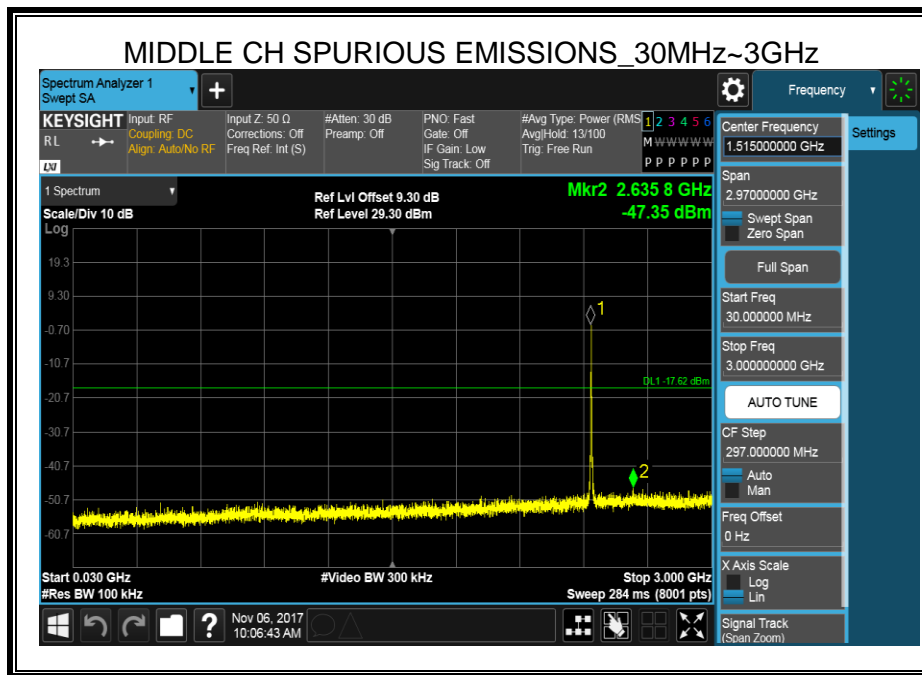 MIDDLE CH SPURIOUS EMISSIONS_30MHz~3GHz
Spectrum Analyzer 1
Swept SA
+
Frequency
KEYSIGHT
RL
LXI
Input: RF
Coupling: DC
Align: Auto/No RF
Input Z: 50 Ω
Corrections: Off
Freq Ref: Int (S)
#Atten: 30 dB
Preamp: Off
PNO: Fast
Gate: Off
IF Gain: Low
Sig Track: Off
#Avg Type: Power (RMS
Avg|Hold: 13/100
Trig: Free Run
1 2 3 4 5 6
M W W W W W
P P P P P P
Center Frequency
1.515000000 GHz
Settings
1 Spectrum
Scale/Div 10 dB
Ref Lvl Offset 9.30 dB
Ref Level 29.30 dBm
Mkr2 2.635 8 GHz
-47.35 dBm
Span
2.97000000 GHz
Swept Span
Zero Span
Full Span
Start Freq
30.000000 MHz
Stop Freq
3.000000000 GHz
AUTO TUNE
CF Step
297.000000 MHz
Auto
Man
Freq Offset
0 Hz
X Axis Scale
Log
Lin
Signal Track
(Span Zoom)
Log
19.3
9.30
-0.70
-10.7
-20.7
-30.7
-40.7
-50.7
-60.7
1
DL1 -17.62 dBm
2
Start 0.030 GHz
#Res BW 100 kHz
#Video BW 300 kHz
Stop 3.000 GHz
Sweep 284 ms (8001 pts)
?
Nov 06, 2017
10:06:43 AM